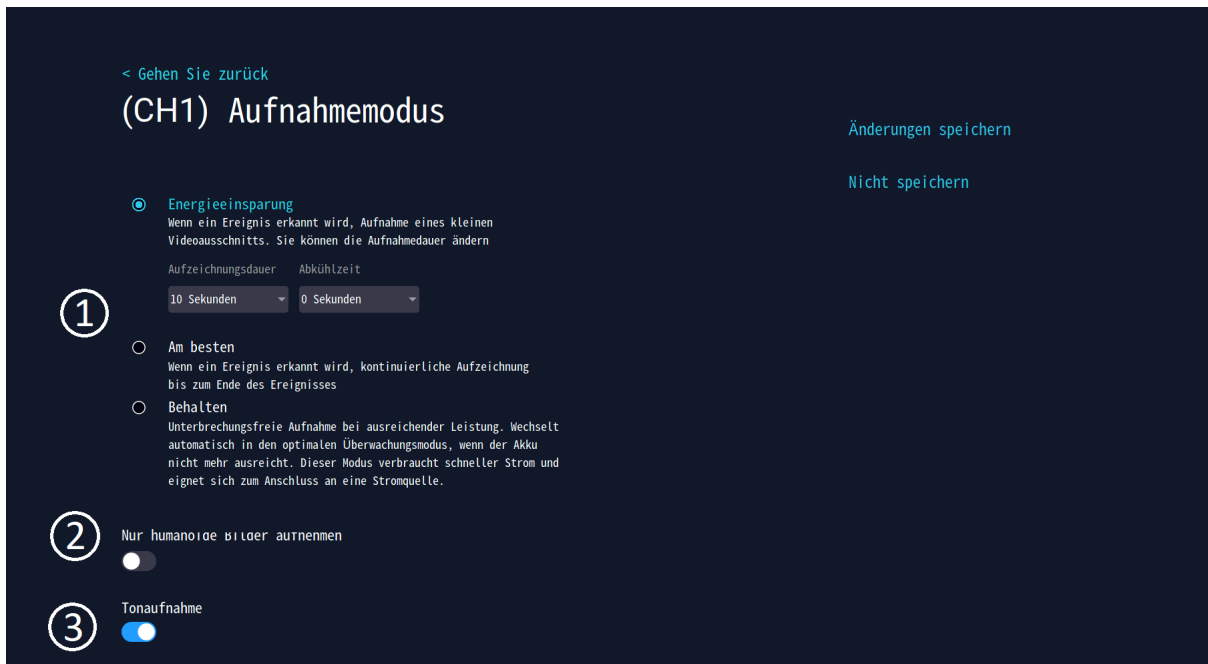 < Gehen Sie zurück
(CH1) Aufnahmemodus
Änderungen speichern
Nicht speichern
Energieeinsparung
Wenn ein Ereignis erkannt wird, Aufnahme eines kleinen
Videoausschnitts. Sie können die Aufnahmedauer ändern
Aufzeichnungsdauer Abkühlzeit
10 Sekunden 0 Sekunden
1
Am besten
Wenn ein Ereignis erkannt wird, kontinuierliche Aufzeichnung
bis zum Ende des Ereignisses
Behalten
Unterbrechungsfreie Aufnahme bei ausreichender Leistung. Wechselt
automatisch in den optimalen Überwachungsmodus, wenn der Akku
nicht mehr ausreicht. Dieser Modus verbraucht schneller Strom und
eignet sich zum Anschluss an eine Stromquelle.
2
Nur humanoide Bilder aufnehmen
Tonaufnahme
3